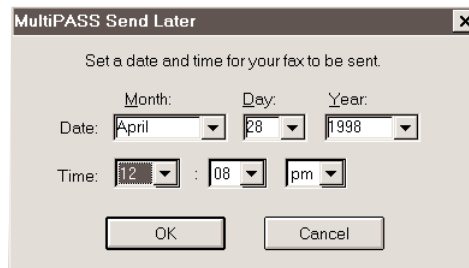 MultiPASS Send Later
Set a date and time for your fax to be sent.
Month: Day: Year:
Date: April 28 1998
Time: 12 : 08 pm
OK Cancel